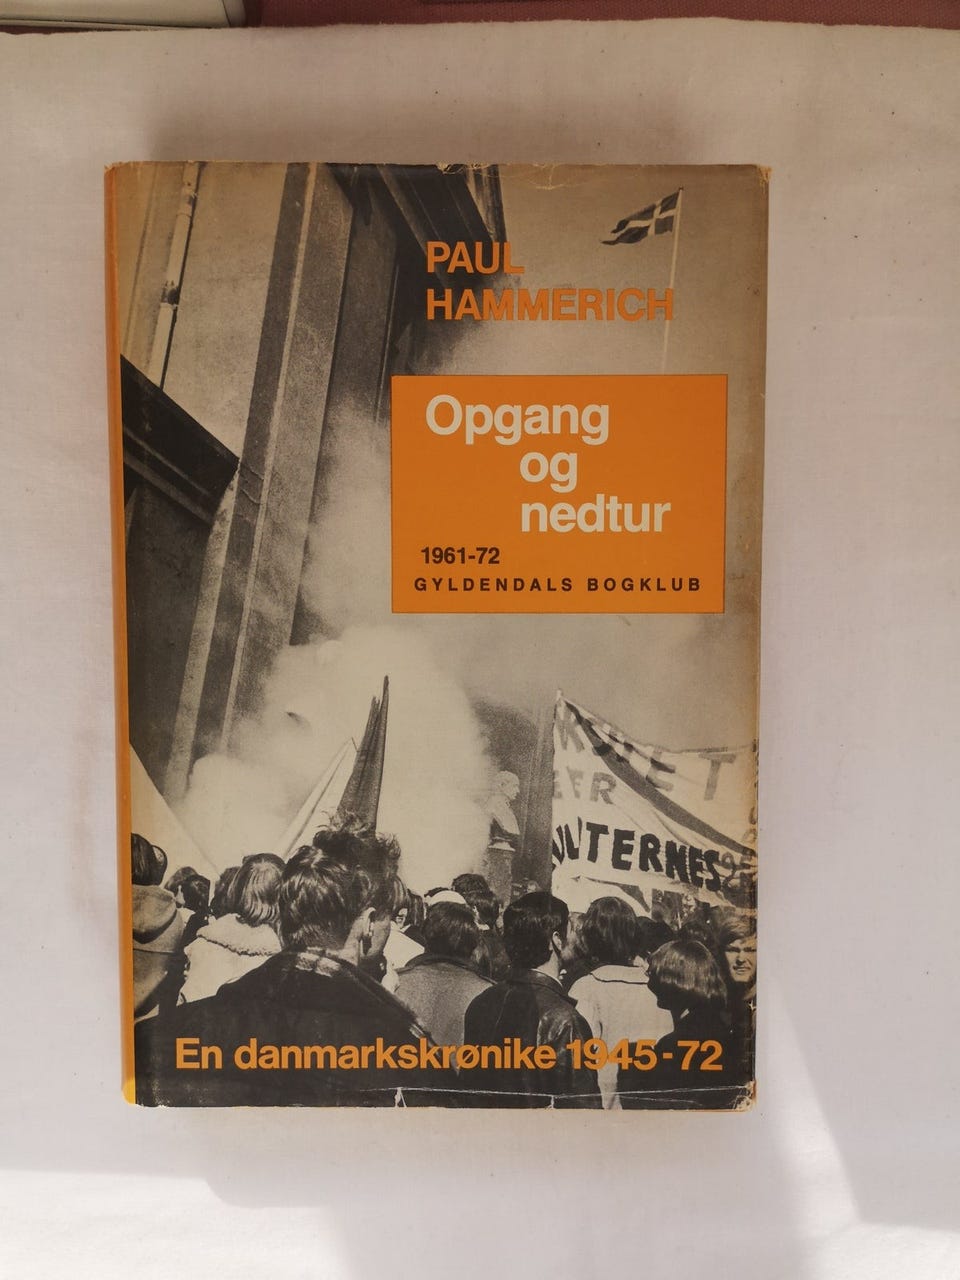 PAUL
HAMMERICH
Opgang
og
nedtur
1961-72
GYLDENDALS BOGKLUB
En danmarkskrønike 1945-72